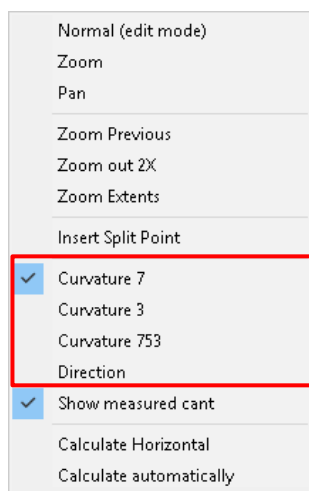 Normal (edit mode)
Zoom
Pan
Zoom Previous
Zoom out 2X
Zoom Extents
Insert Split Point
Curvature 7
Curvature 3
Curvature 753
Direction
Show measured cant
Calculate Horizontal
Calculate automatically